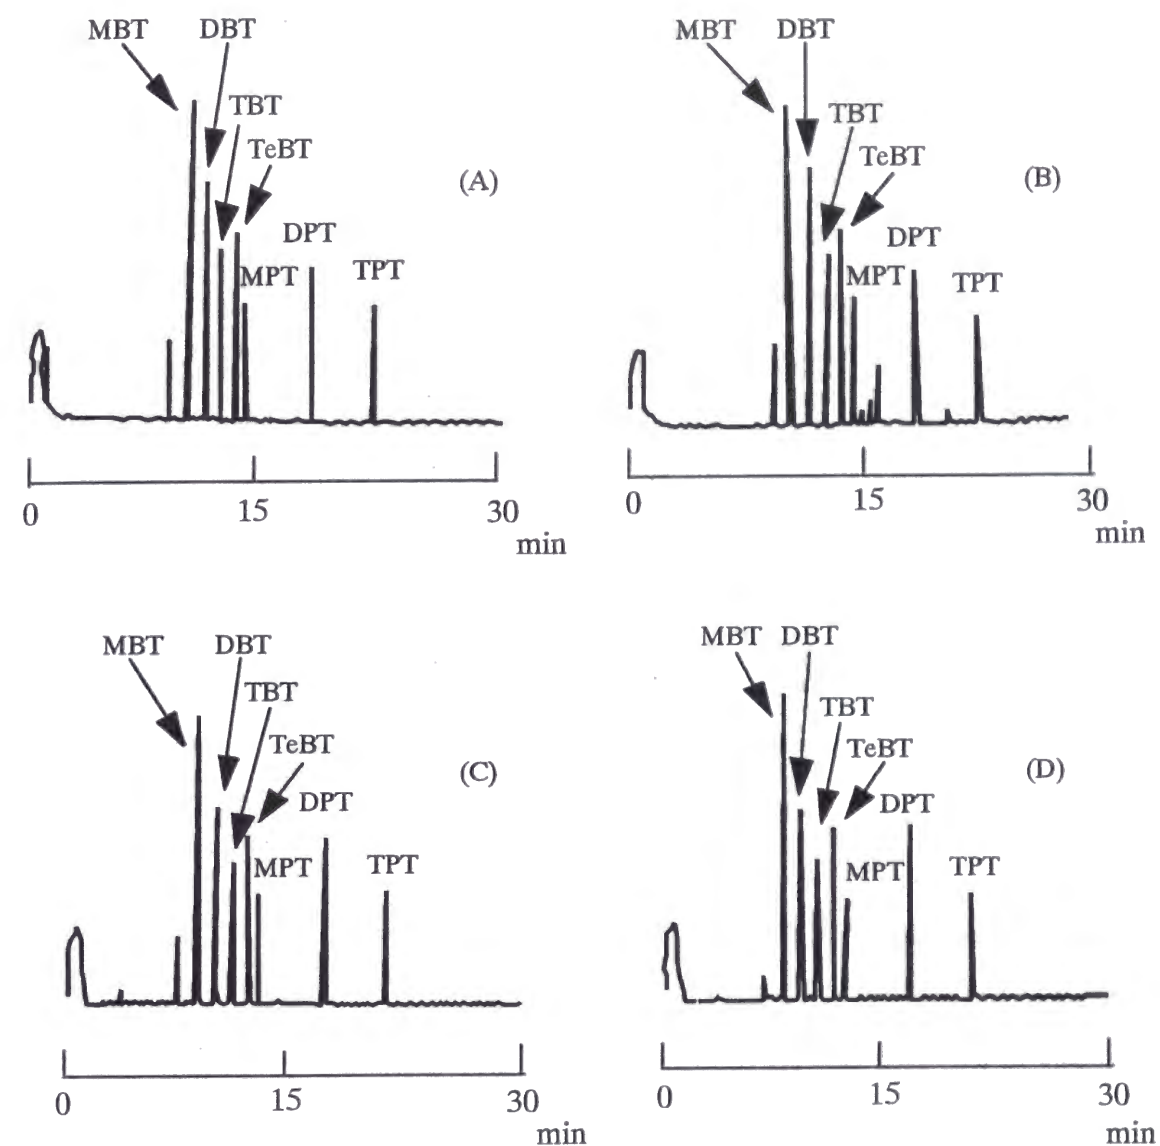 MBT DBT
TBT
TeBT
(A)
DPT
MPT TPT
0 15 30
min
MBT DBT
TBT
TeBT
(B)
DPT
MPT TPT
0 15 30
min
MBT DBT
TBT
TeBT
(C)
DPT
MPT TPT
0 15 30
min
MBT DBT
TBT
TeBT
(D)
DPT
MPT TPT
0 15 30
min